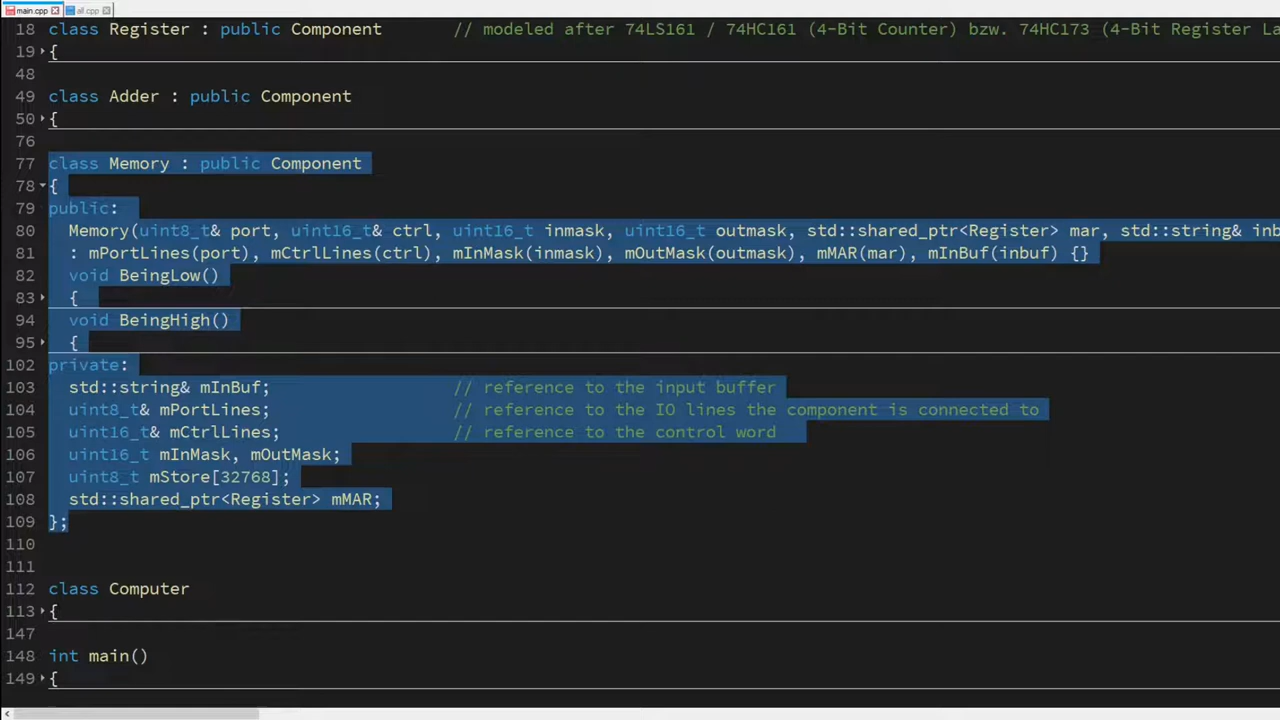 main.cpp all.cpp
18 class Register : public Component // modeled after 74LS161 / 74HC161 (4-Bit Counter) bzw. 74HC173 (4-Bit Register La
19 {
48
49 class Adder : public Component
50 {
76
77 class Memory : public Component
78 {
79 public:
80 Memory(uint8_t& port, uint16_t& ctrl, uint16_t inmask, uint16_t outmask, std::shared_ptr<Register> mar, std::string& inb
81 : mPortLines(port), mCtrlLines(ctrl), mInMask(inmask), mOutMask(outmask), mMAR(mar), mInBuf(inbuf) {}
82 void BeingLow()
83 {
94 void BeingHigh()
95 {
102 private:
103 std::string& mInBuf; // reference to the input buffer
104 uint8_t& mPortLines; // reference to the IO lines the component is connected to
105 uint16_t& mCtrlLines; // reference to the control word
106 uint16_t mInMask, mOutMask;
107 uint8_t mStore[32768];
108 std::shared_ptr<Register> mMAR;
109 };
110
111
112 class Computer
113 {
147
148 int main()
149 {